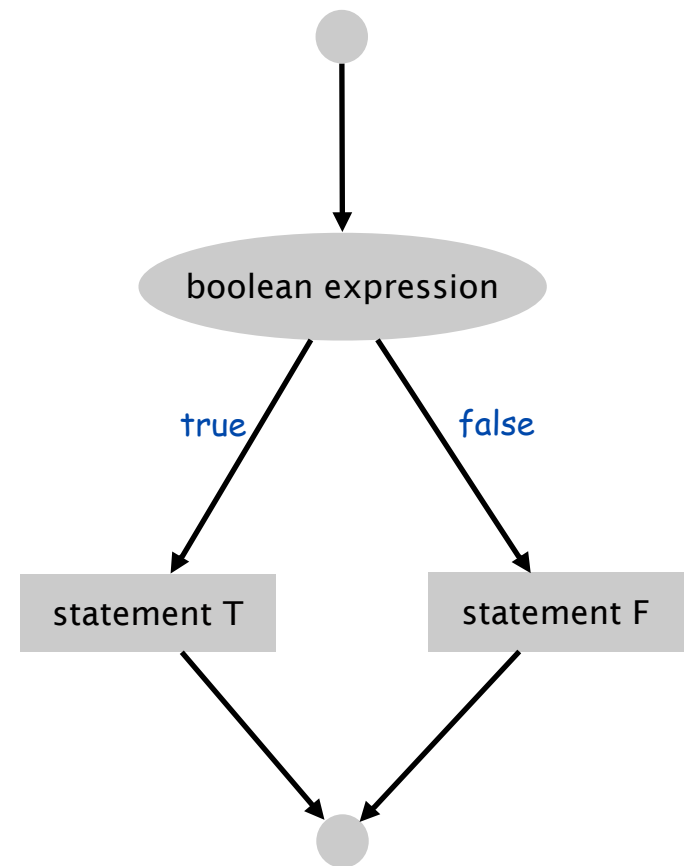 boolean expression
true
false
statement T
statement F